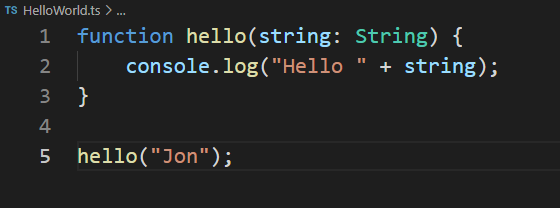 TS HelloWorld.ts > ...
1 function hello(string: String) {
2     console.log("Hello " + string);
3 }
4
5 hello("Jon");